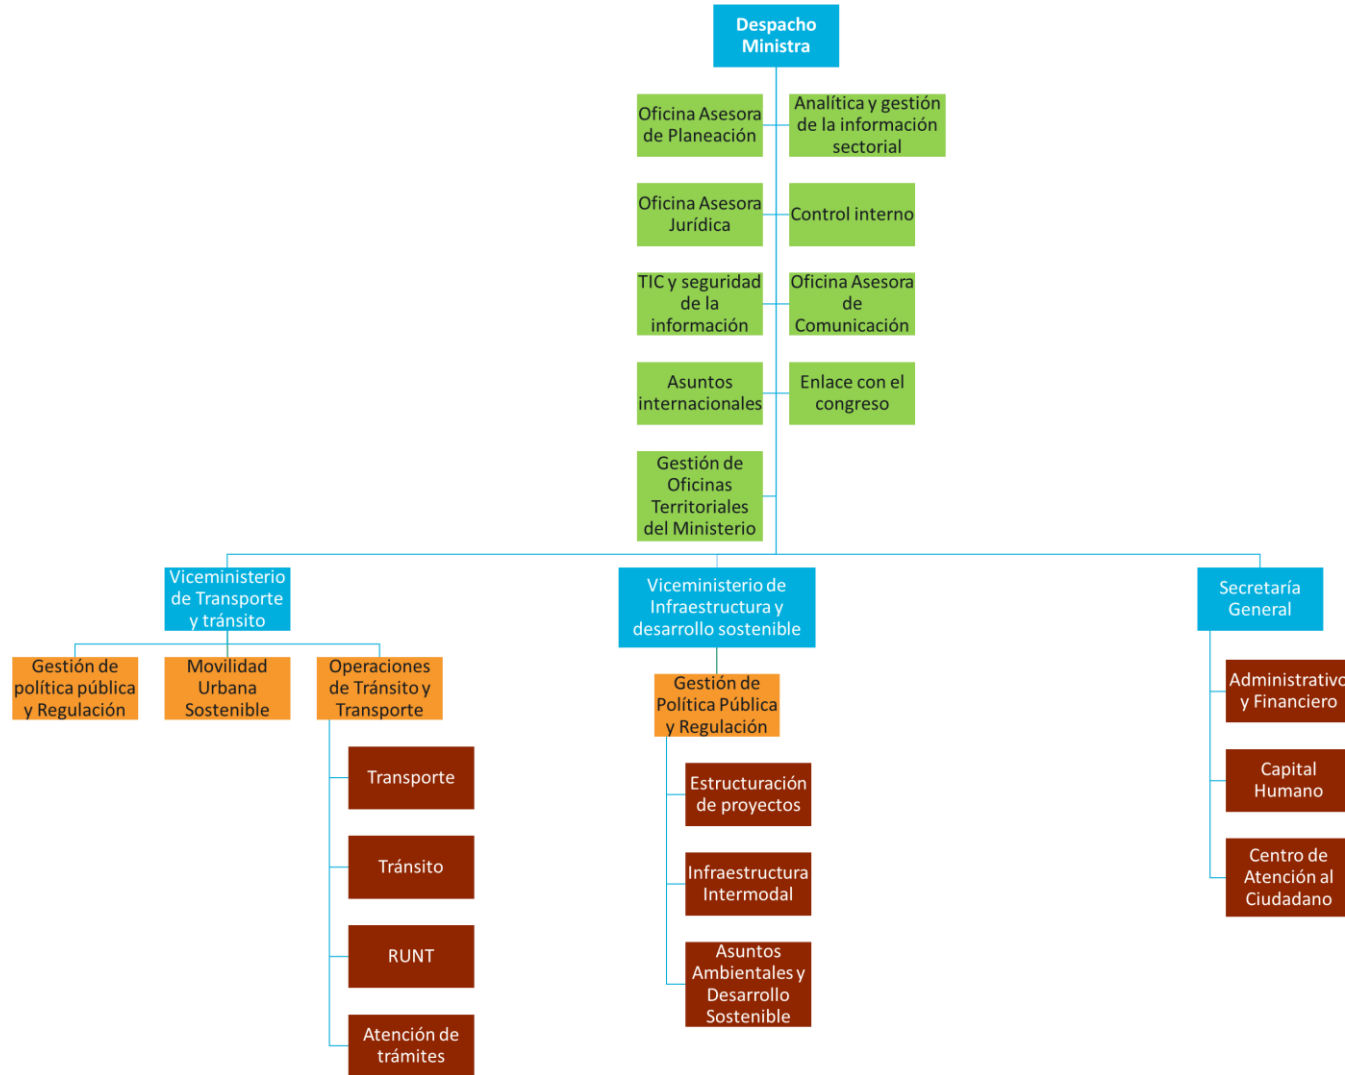 Despacho
Ministra
Oficina Asesora
de Planeación
Analítica y gestión
de la información
sectorial
Oficina Asesora
Jurídica
Control interno
TIC y seguridad
de la
información
Oficina Asesora
de
Comunicación
Asuntos
internacionales
Enlace con el
congreso
Gestión de
Oficinas
Territoriales
del Ministerio
Viceministerio
de Transporte
y tránsito
Gestión de
política pública
y Regulación
Movilidad
Urbana
Sostenible
Operaciones
de Tránsito y
Transporte
Transporte
Tránsito
RUNT
Atención de
trámites
Viceministerio de
Infraestructura y
desarrollo sostenible
Gestión de
Política Pública
y Regulación
Estructuración
de proyectos
Infraestructura
Intermodal
Asuntos
Ambientales y
Desarrollo
Sostenible
Secretaría
General
Administrativo
y Financiero
Capital
Humano
Centro de
Atención al
Ciudadano